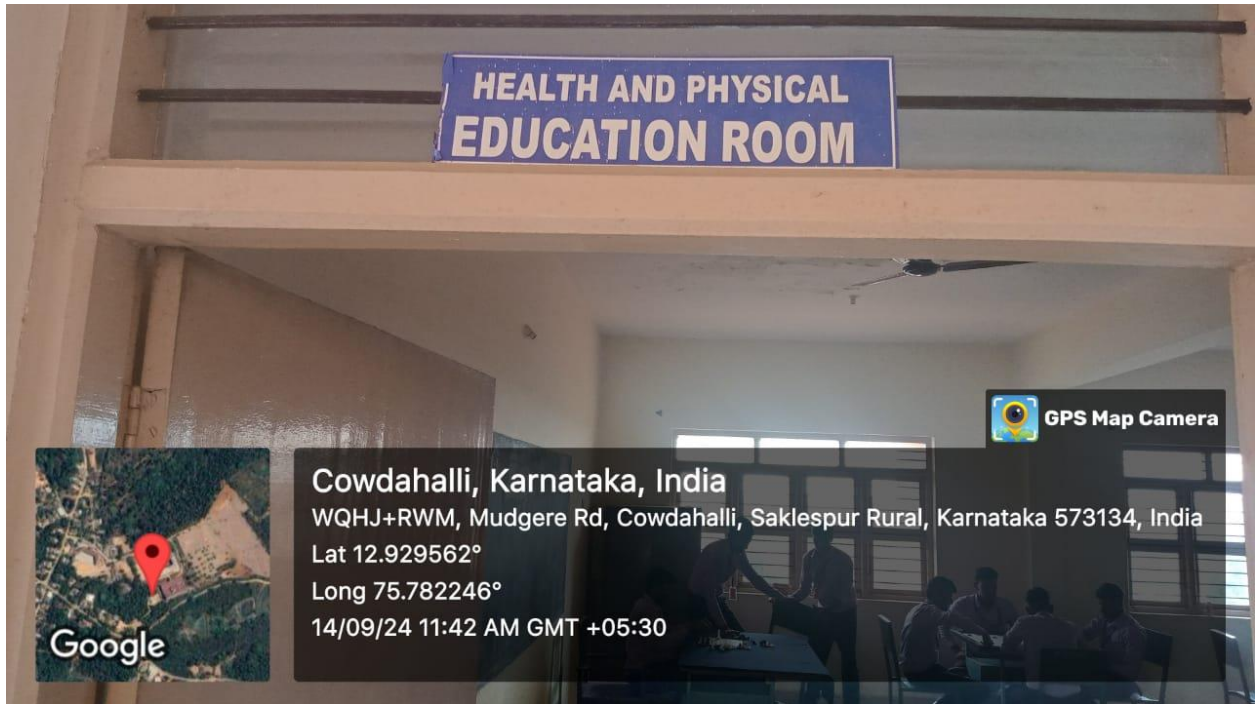 HEALTH AND PHYSICAL
EDUCATION ROOM
GPS Map Camera
Cowdahalli, Karnataka, India
WQHJ+RWM, Mudgere Rd, Cowdahalli, Saklespur Rural, Karnataka 573134, India
Lat 12.929562°
Long 75.782246°
14/09/24 11:42 AM GMT +05:30
Google